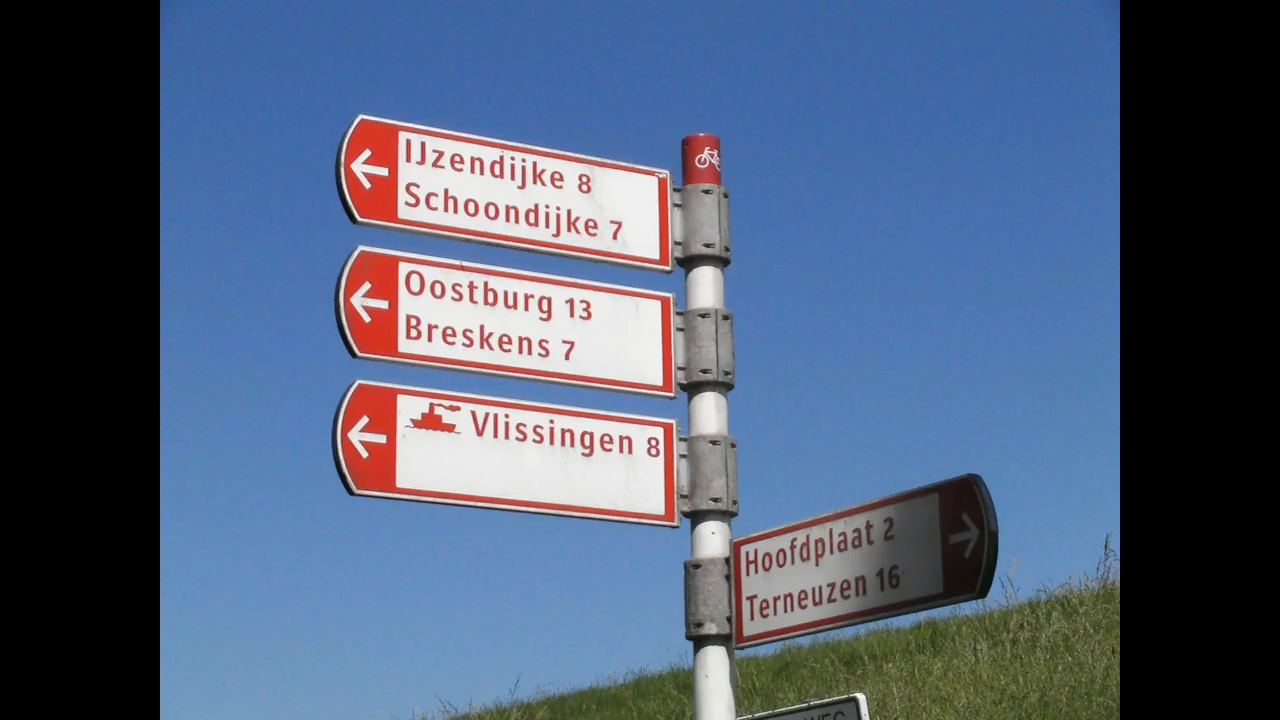 IJzendijke 8
Schoondijke 7
Oostburg 13
Breskens 7
Vlissingen 8
Hoofdplaat 2
Terneuzen 16